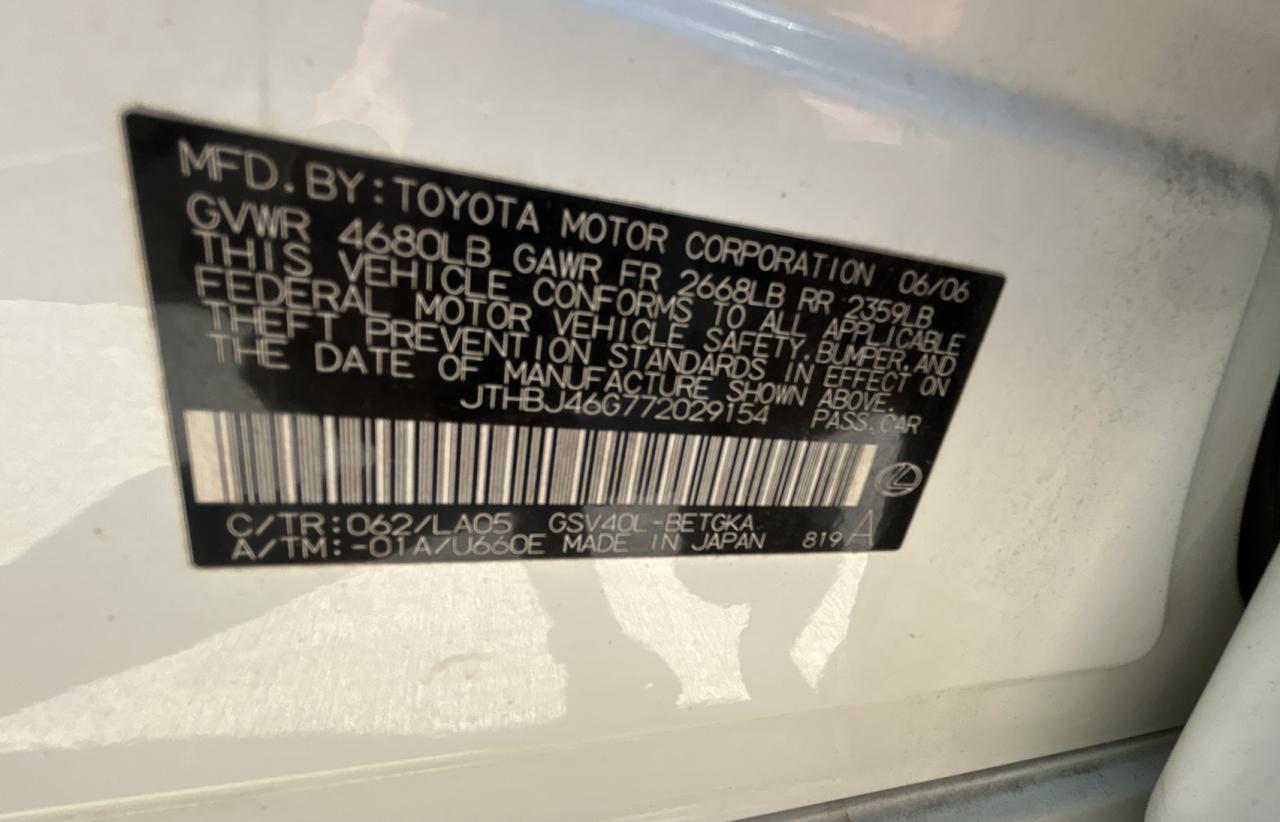 MFD. BY: TOYOTA MOTOR CORPORATION 06/06
GVWR 4680LB GAWR FR 2668LB RR 2359LB
THIS VEHICLE CONFORMS TO ALL APPLICABLE
FEDERAL MOTOR VEHICLE SAFETY, BUMPER, AND
THEFT PREVENTION STANDARDS IN EFFECT ON
THE DATE OF MANUFACTURE SHOWN ABOVE.
JTHBJ46G772029154 PASS. CAR
C/TR:062/LA05 GSV40L-BETGKA
A/TM:-01A/U660E MADE IN JAPAN 819 A